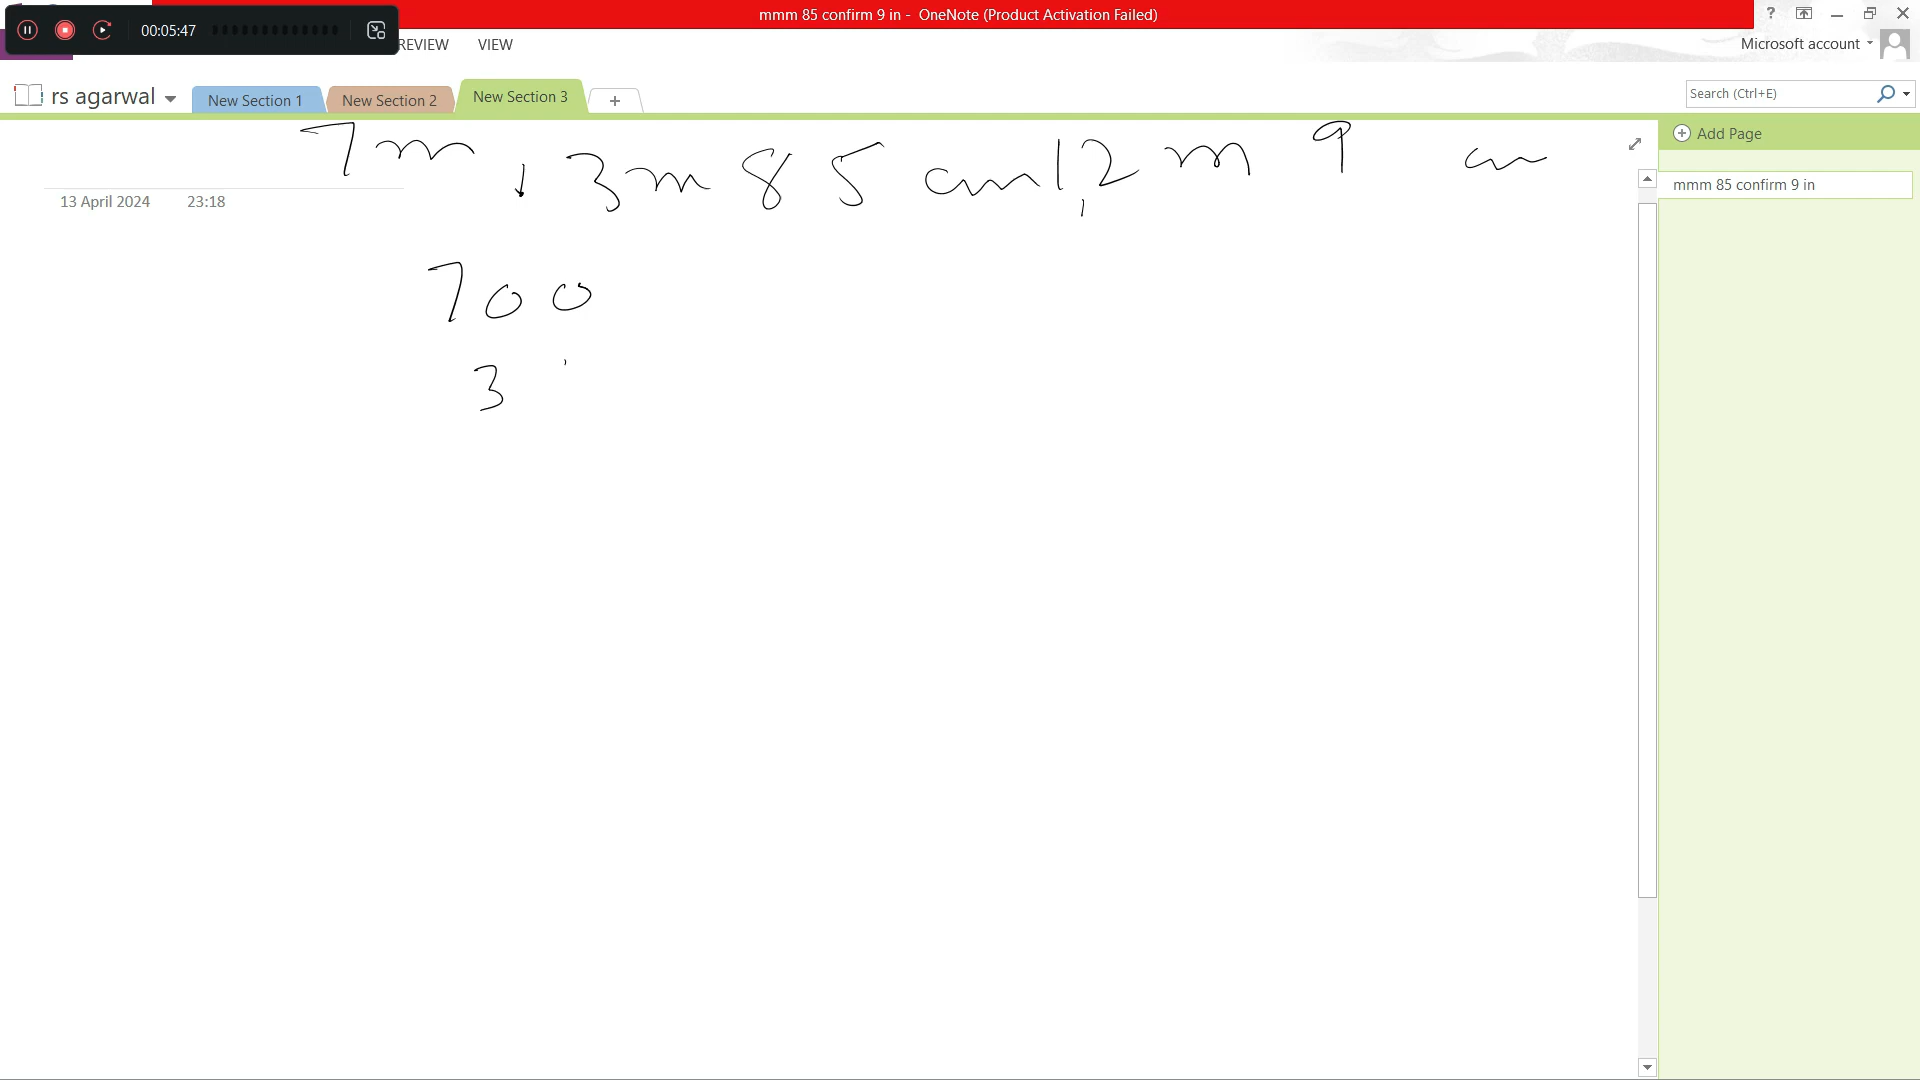 mmm 85 confirm 9 in - OneNote (Product Activation Failed)
00:05:47
REVIEW VIEW
Microsoft account
rs agarwal
New Section 1 New Section 2 New Section 3
Search (Ctrl+E)
Add Page
mmm 85 confirm 9 in
7m , 3m 85 cm, 12 m 9 cm
13 April 2024 23:18
700
3